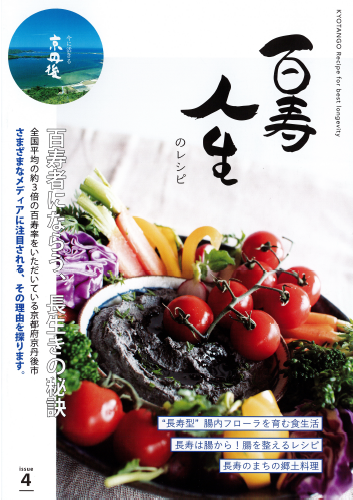 KYOTANGO Recipe for best longevity
百寿
人生
のレシピ
京丹後
百寿者にならう、長生きの秘訣
全国平均の約3倍の百寿率をいただいている京都府京丹後市
さまざまなメディアに注目される、その理由を探ります。
“長寿型”腸内フローラを育む食生活
長寿は腸から！腸を整えるレシピ
長寿のまちの郷土料理
issue
4